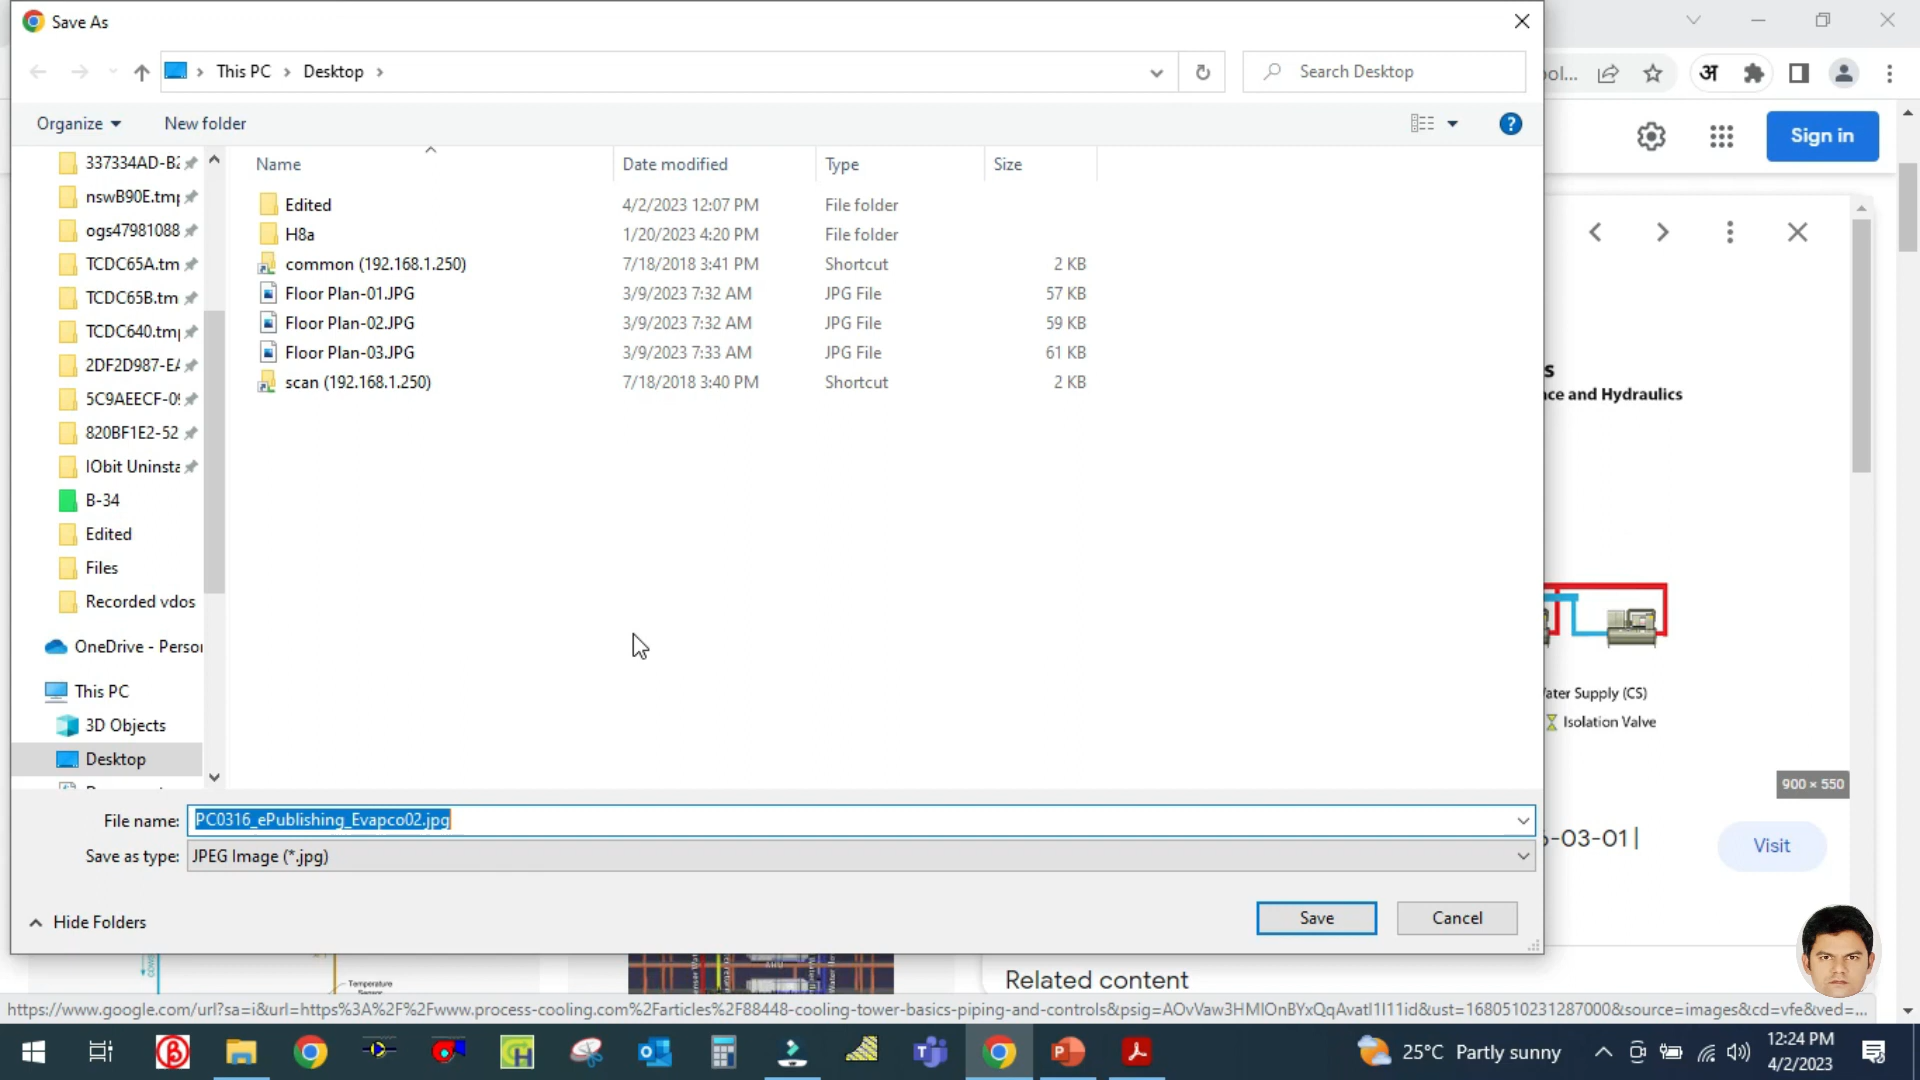 Save As
This PC
Desktop
Search Desktop
ool...
अ
Organize
New folder
Sign in
Name
Date modified
Type
Size
337334AD-B2
nswB90E.tmp
ogs47981088
TCDC65A.tm
TCDC65B.tm
TCDC640.tmp
2DF2D987-EA
5C9AEECF-09
820BF1E2-52
IObit Uninsta
B-34
Edited
Files
Recorded vdos
OneDrive - Person
This PC
3D Objects
Desktop
Edited 4/2/2023 12:07 PM File folder
H8a 1/20/2023 4:20 PM File folder
common (192.168.1.250) 7/18/2018 3:41 PM Shortcut 2 KB
Floor Plan-01.JPG 3/9/2023 7:32 AM JPG File 57 KB
Floor Plan-02.JPG 3/9/2023 7:32 AM JPG File 59 KB
Floor Plan-03.JPG 3/9/2023 7:33 AM JPG File 61 KB
scan (192.168.1.250) 7/18/2018 3:40 PM Shortcut 2 KB
s
nce and Hydraulics
ater Supply (CS)
Isolation Valve
900 × 550
File name: PC0316_ePublishing_Evapco02.jpg
Save as type: JPEG Image (*.jpg)
-03-01 |
Visit
Hide Folders
Save
Cancel
Temperature
Sensor
AHU
Related content
https://www.google.com/url?sa=i&url=https%3A%2F%2Fwww.process-cooling.com%2Farticles%2F88448-cooling-tower-basics-piping-and-controls&psig=AOvVaw3HMIOnBYxQqAvatl1I11id&ust=1680510231287000&source=images&cd=vfe&ved=...
25°C Partly sunny
12:24 PM
4/2/2023